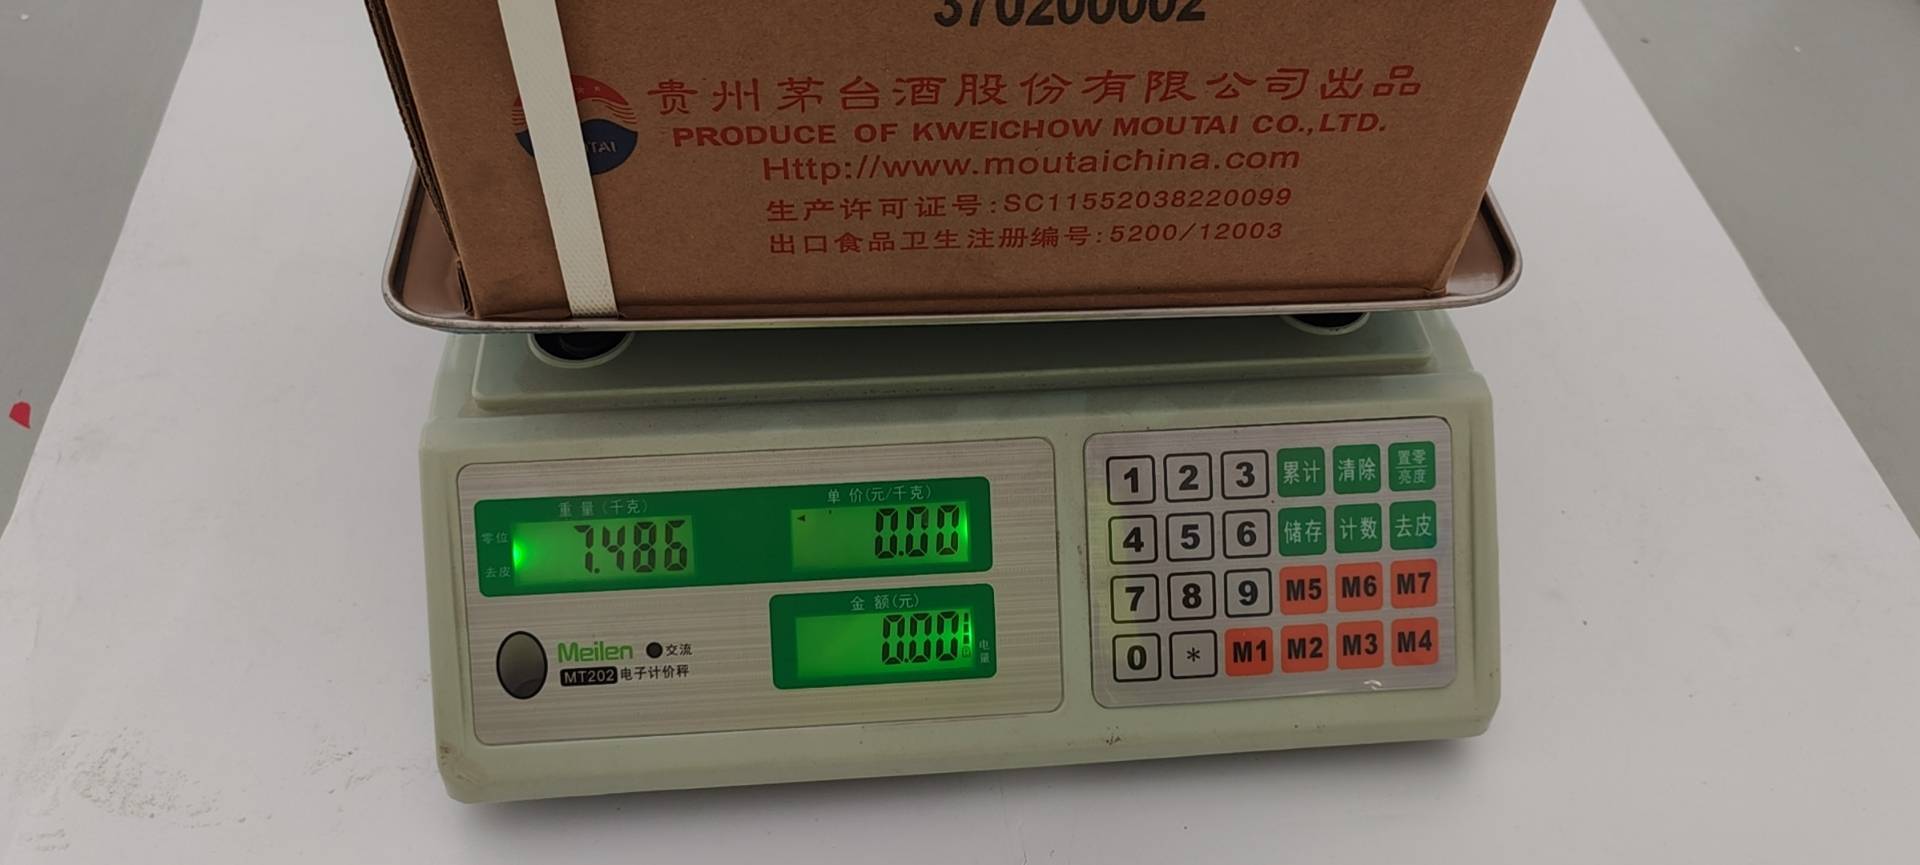 370200002
贵州茅台酒股份有限公司出品
TAI
PRODUCE OF KWEICHOW MOUTAI CO.,LTD.
Http://www.moutaichina.com
生产许可证号:SC11552038220099
出口食品卫生注册编号:5200/12003
重量(千克)
单价(元/千克)
零位
去皮
7.486
0.00
金额(元)
0.00
电量
Meilen
交流
MT202 电子计价秤
1 2 3 累计 清除 置零 亮度
4 5 6 储存 计数 去皮
7 8 9 M5 M6 M7
0 * M1 M2 M3 M4